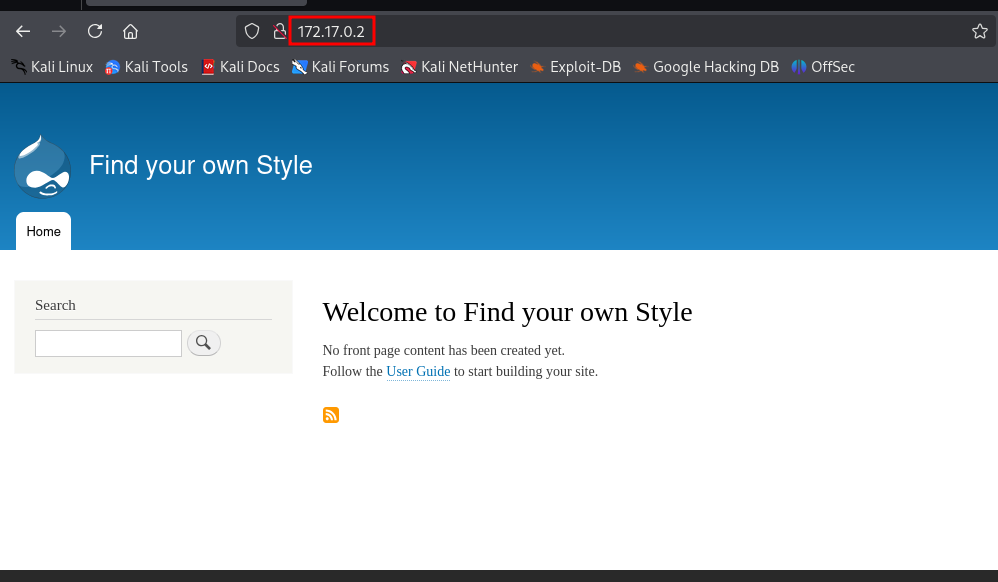 172.17.0.2
Kali Linux Kali Tools Kali Docs Kali Forums Kali NetHunter Exploit-DB Google Hacking DB OffSec
Find your own Style
Home
Search
Welcome to Find your own Style
No front page content has been created yet.
Follow the User Guide to start building your site.